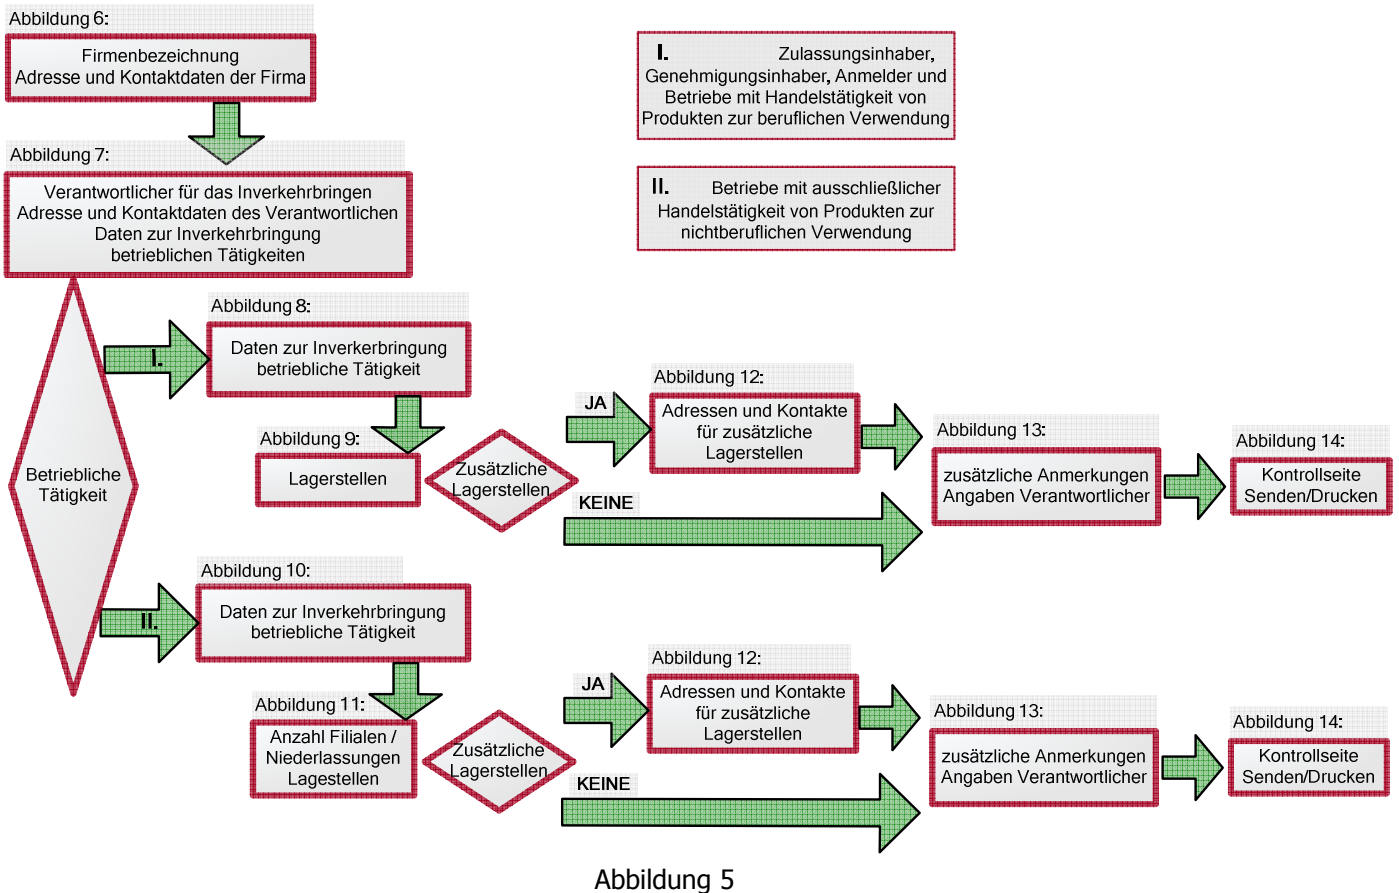 Abbildung 6:
Firmenbezeichnung
Adresse und Kontaktdaten der Firma
I. Zulassungsinhaber,
Genehmigungsinhaber, Anmelder und
Betriebe mit Handelstätigkeit von
Produkten zur beruflichen Verwendung
Abbildung 7:
Verantwortlicher für das Inverkehrbringen
Adresse und Kontaktdaten des Verantwortlichen
Daten zur Inverkehrbringung
betrieblichen Tätigkeiten
II. Betriebe mit ausschließlicher
Handelstätigkeit von Produkten zur
nichtberuflichen Verwendung
Betriebliche
Tätigkeit
I.
Abbildung 8:
Daten zur Inverkerbringung
betriebliche Tätigkeit
Abbildung 9:
Lagerstellen
Zusätzliche
Lagerstellen
JA
Abbildung 12:
Adressen und Kontakte
für zusätzliche
Lagerstellen
KEINE
Abbildung 13:
zusätzliche Anmerkungen
Angaben Verantwortlicher
Abbildung 14:
Kontrollseite
Senden/Drucken
II.
Abbildung 10:
Daten zur Inverkehrbringung
betriebliche Tätigkeit
Abbildung 11:
Anzahl Filialen /
Niederlassungen
Lagestellen
Zusätzliche
Lagerstellen
JA
Abbildung 12:
Adressen und Kontakte
für zusätzliche
Lagerstellen
KEINE
Abbildung 13:
zusätzliche Anmerkungen
Angaben Verantwortlicher
Abbildung 14:
Kontrollseite
Senden/Drucken
Abbildung 5